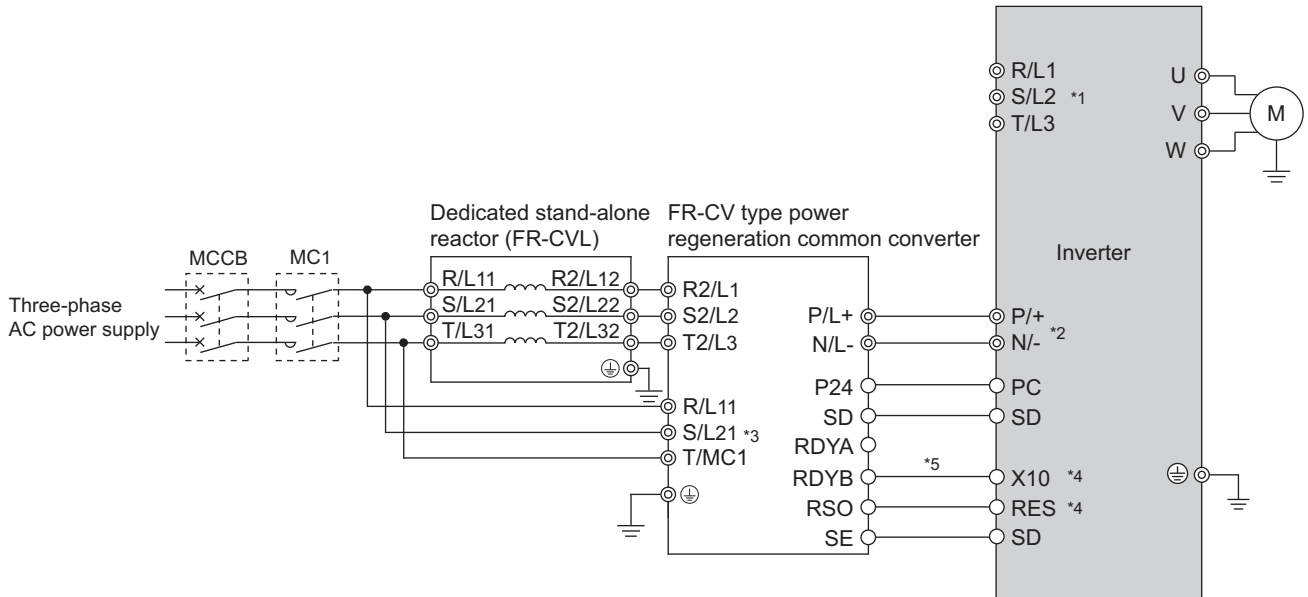 Three-phase
AC power supply
MCCB
MC1
Dedicated stand-alone
reactor (FR-CVL)
R/L11
R2/L12
S/L21
S2/L22
T/L31
T2/L32
FR-CV type power
regeneration common converter
R2/L1
S2/L2
T2/L3
R/L11
S/L21 *3
T/MC1
P/L+
N/L-
P24
SD
RDYA
RDYB
RSO
SE
*5
Inverter
R/L1
S/L2 *1
T/L3
P/+
N/- *2
PC
SD
X10 *4
RES *4
SD
U
V
W
M